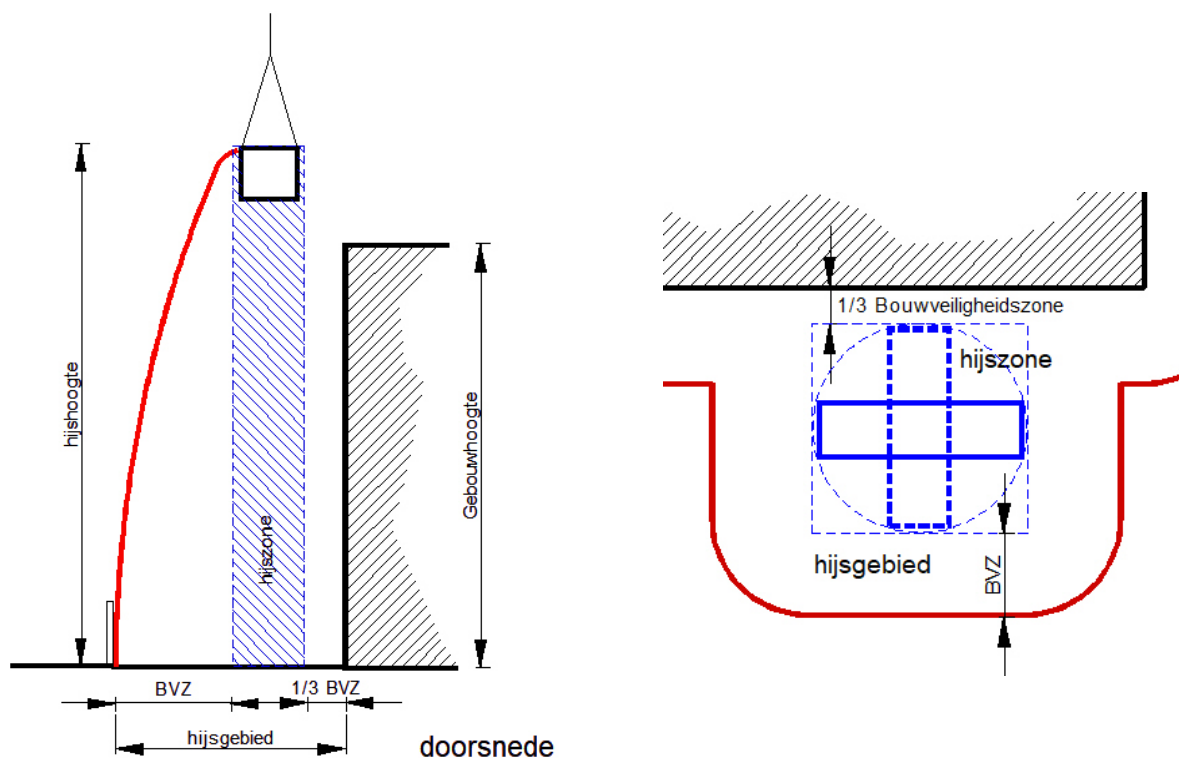 hijshoogte
hijszone
Gebouwhoogte
BVZ
1/3 BVZ
hijsgebied
doorsnede
1/3 Bouwveiligheidszone
hijszone
hijsgebied
BVZ